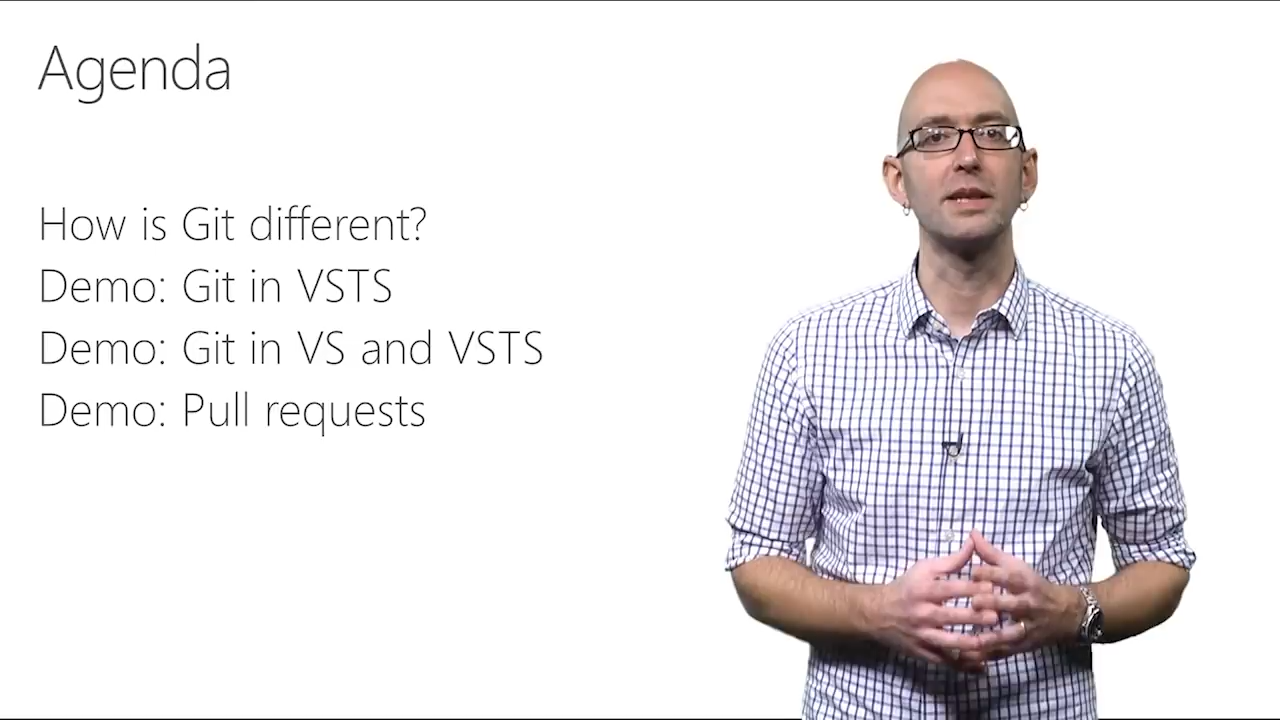 Agenda
How is Git different?
Demo: Git in VSTS
Demo: Git in VS and VSTS
Demo: Pull requests